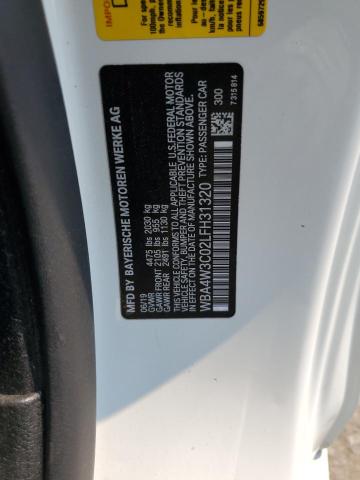 MFD BY BAYERISCHE MOTOREN WERKE AG
06/19
GVWR 4475 lbs 2030 kg
GAWR FRONT 2105 lbs 955 kg
GAWR REAR 2491 lbs 1130 kg
THIS VEHICLE CONFORMS TO ALL APPLICABLE U.S. FEDERAL MOTOR
VEHICLE SAFETY, BUMPER AND THEFT PREVENTION STANDARDS
IN EFFECT ON THE DATE OF MANUFACTURE SHOWN ABOVE.
WBA4W3C02LFH31320 TYPE: PASSENGER CAR
300
7315814